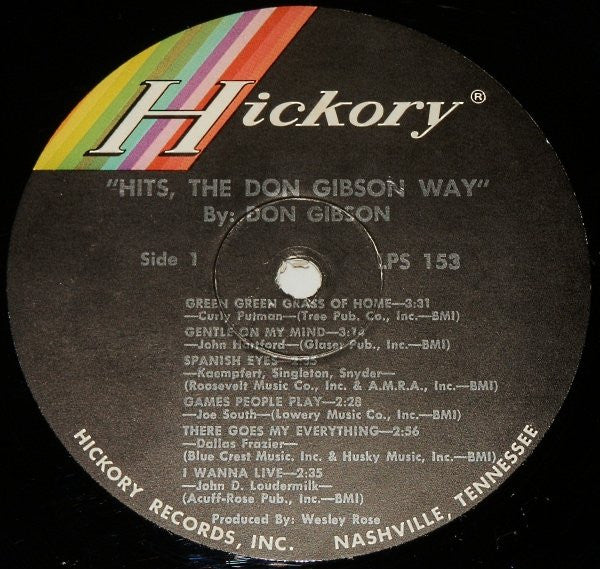 Hickory®
"HITS, THE DON GIBSON WAY"
By: DON GIBSON
Side 1 LPS 153
GREEN GREEN GRASS OF HOME—3:31
—Curly Putman—(Tree Pub. Co., Inc.—BMI)
GENTLE ON MY MIND—3:14
—John Hartford—(Glaser Pub., Inc.—BMI)
SPANISH EYES
—Kaempfert, Singleton, Snyder—
(Roosevelt Music Co., Inc. & A.M.R.A., Inc.—BMI)
GAMES PEOPLE PLAY—2:28
—Joe South—(Lowery Music Co., Inc.—BMI)
THERE GOES MY EVERYTHING—2:56
—Dallas Frazier—
(Blue Crest Music, Inc. & Husky Music, Inc.—BMI)
I WANNA LIVE—2:35
—John D. Loudermilk—
(Acuff-Rose Pub., Inc.—BMI)
Produced By: Wesley Rose
HICKORY RECORDS, INC. NASHVILLE, TENNESSEE